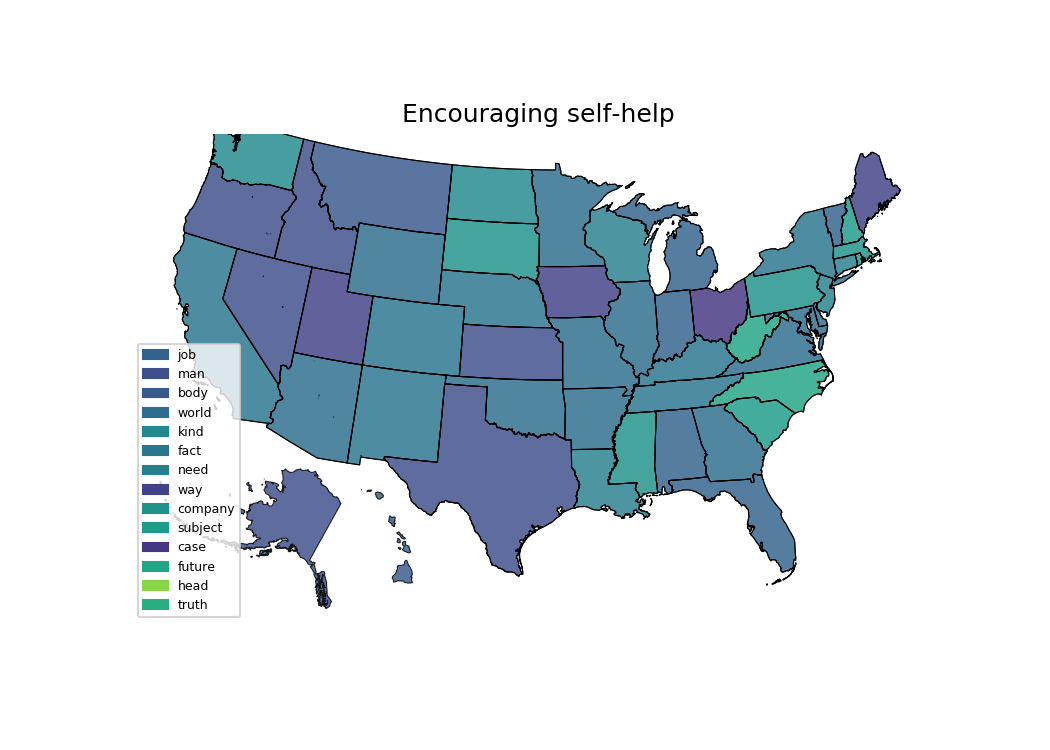 Encouraging self-help
job
man
body
world
kind
fact
need
way
company
subject
case
future
head
truth